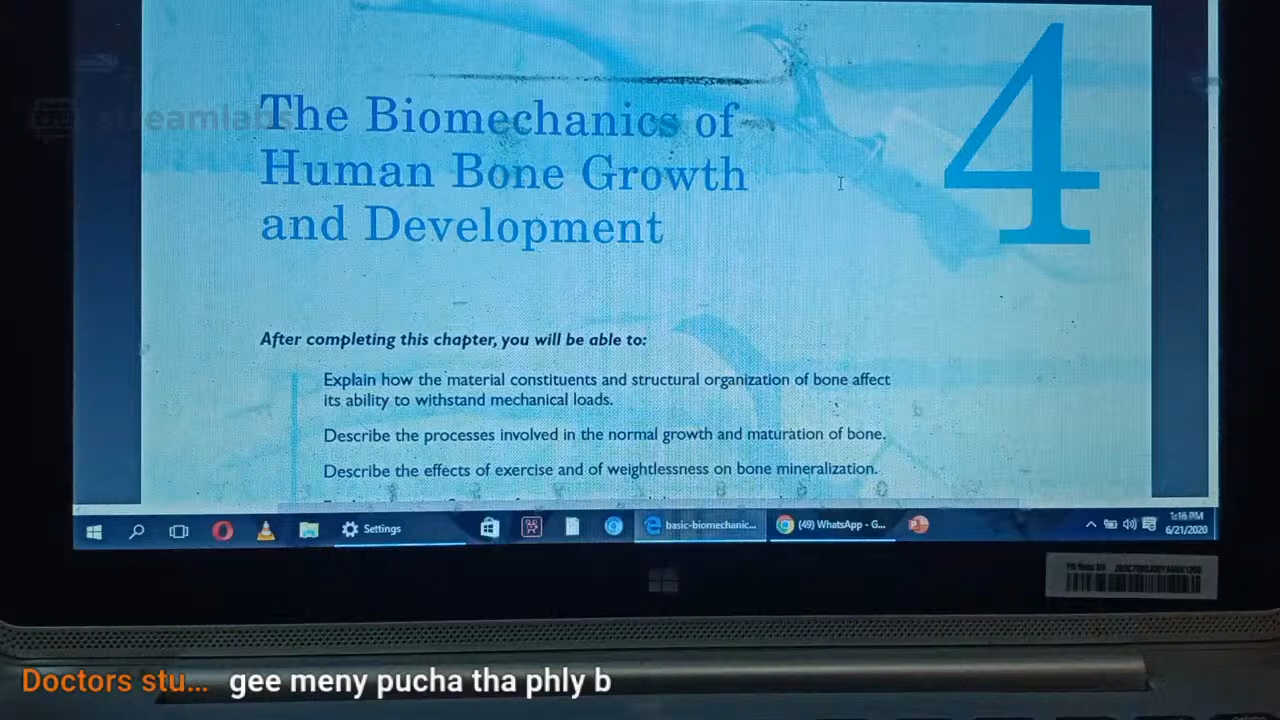 streamlabs
4
The Biomechanics of
Human Bone Growth
and Development
After completing this chapter, you will be able to:
Explain how the material constituents and structural organization of bone affect
its ability to withstand mechanical loads.
Describe the processes involved in the normal growth and maturation of bone.
Describe the effects of exercise and of weightlessness on bone mineralization.
Settings
basic-biomechanic...
(49) WhatsApp - G...
1:16 PM
6/21/2020
Doctors stu... gee meny pucha tha phly b